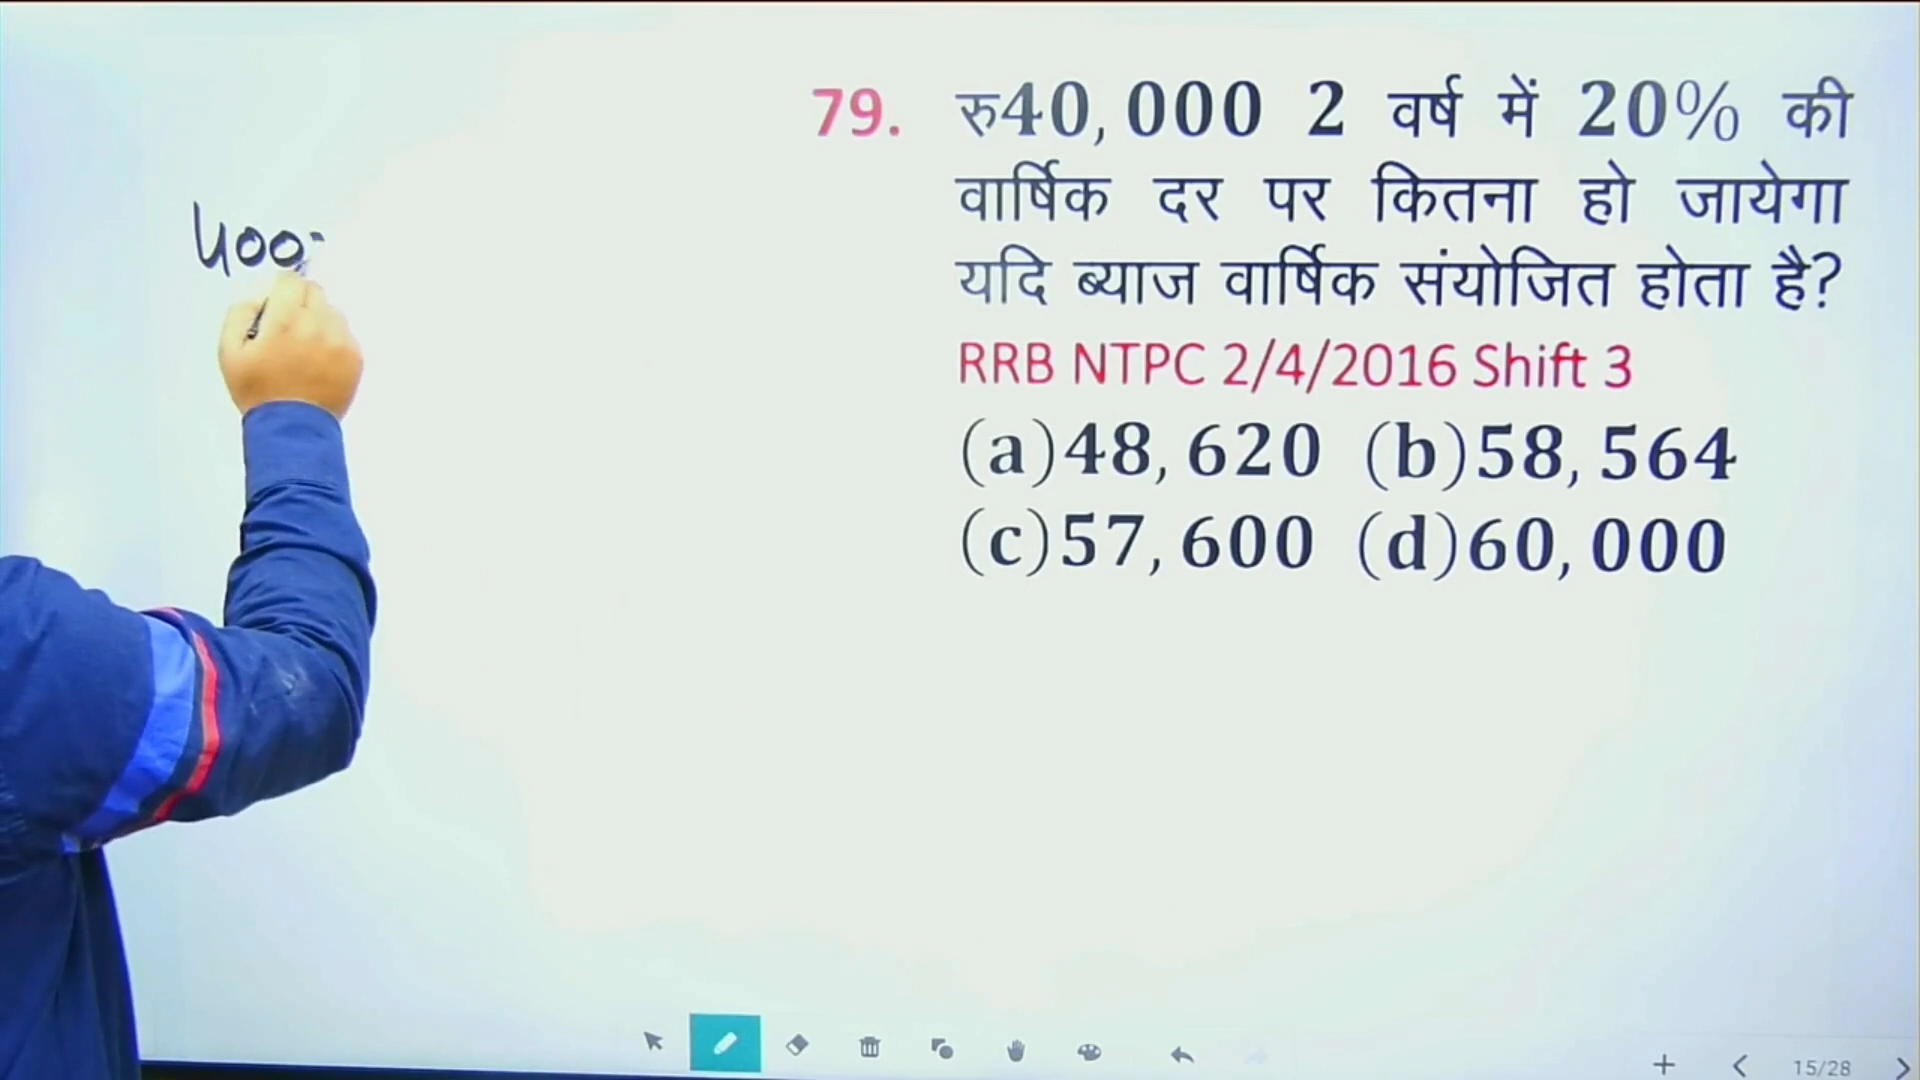 79. रु40,000 2 वर्ष में 20% की
वार्षिक दर पर कितना हो जायेगा
यदि ब्याज वार्षिक संयोजित होता है?
RRB NTPC 2/4/2016 Shift 3
(a)48,620 (b)58,564
(c)57,600 (d)60,000
400
15/28